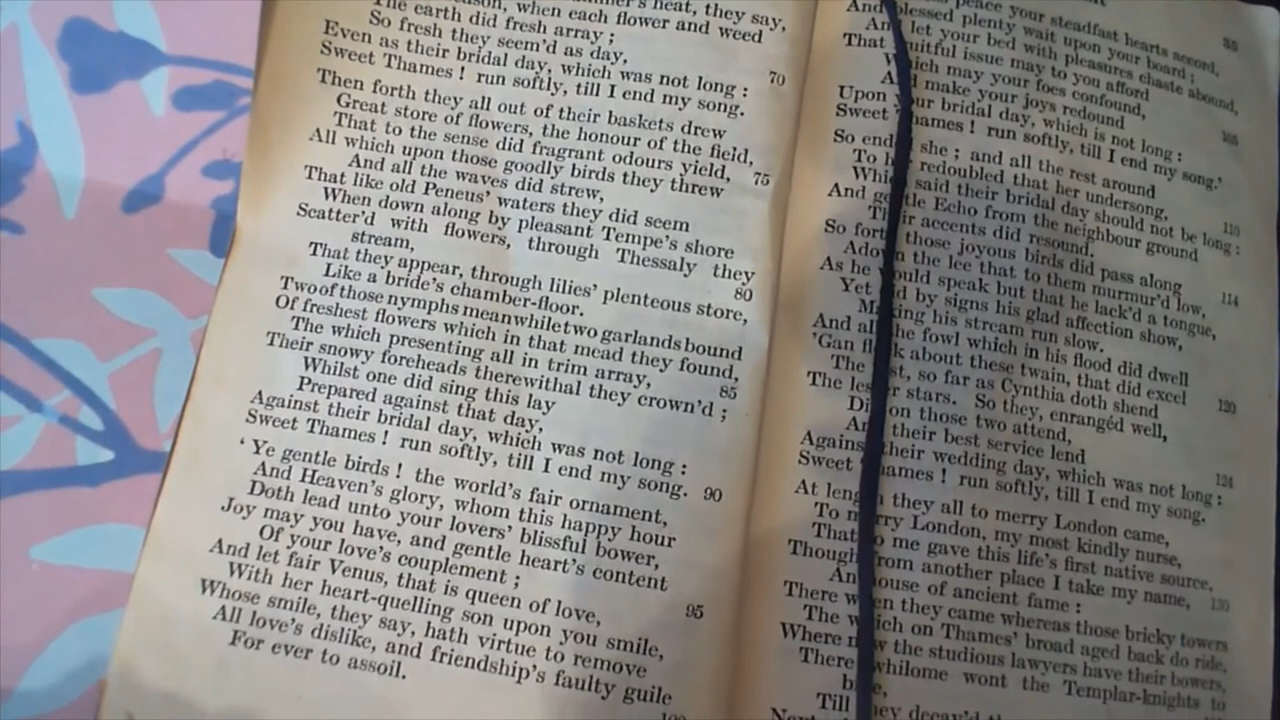 's heat, they say,
when each flower and weed
The earth did fresh array ;
So fresh they seem'd as day,
Even as their bridal day, which was not long : 70
Sweet Thames ! run softly, till I end my song.
Then forth they all out of their baskets drew
Great store of flowers, the honour of the field,
That to the sense did fragrant odours yield,
All which upon those goodly birds they threw 75
And all the waves did strew,
That like old Peneus' waters they did seem
When down along by pleasant Tempe's shore
Scatter'd with flowers, through Thessaly they
stream,
That they appear, through lilies' plenteous store, 80
Like a bride's chamber-floor.
Two of those nymphs meanwhile two garlands bound
Of freshest flowers which in that mead they found,
The which presenting all in trim array, 85
Their snowy foreheads therewithal they crown'd ;
Whilst one did sing this lay
Prepared against that day,
Against their bridal day, which was not long :
Sweet Thames ! run softly, till I end my song. 90
‘ Ye gentle birds ! the world's fair ornament,
And Heaven's glory, whom this happy hour
Doth lead unto your lovers' blissful bower,
Joy may you have, and gentle heart's content
Of your love's couplement ; 95
And let fair Venus, that is queen of love,
With her heart-quelling son upon you smile,
Whose smile, they say, hath virtue to remove
All love's dislike, and friendship's faulty guile
For ever to assoil.
peace your steadfast hearts accord,
And blessed plenty wait upon your board ;
And let your bed with pleasures chaste abound,
That fruitful issue may to you afford
Which may your foes confound,
And make your joys redound 105
Upon your bridal day, which is not long :
Sweet Thames ! run softly, till I end my song.’
So ended she ; and all the rest around
To her redoubled that her undersong, 110
Which said their bridal day should not be long :
And gentle Echo from the neighbour ground
Their accents did resound.
So forth those joyous birds did pass along 114
Adown the lee that to them murmur'd low,
As he would speak but that he lack'd a tongue,
Yet did by signs his glad affection show,
Making his stream run slow.
And all the fowl which in his flood did dwell
'Gan flock about these twain, that did excel 120
The rest, so far as Cynthia doth shend
The lesser stars. So they, enrangéd well,
Did on those two attend,
And their best service lend 124
Against their wedding day, which was not long :
Sweet Thames ! run softly, till I end my song.
At length they all to merry London came,
To merry London, my most kindly nurse,
That to me gave this life's first native source,
Though from another place I take my name, 130
An house of ancient fame :
There when they came whereas those bricky towers
The which on Thames' broad aged back do ride,
Where now the studious lawyers have their bowers,
There whilome wont the Templar-knights to
bide,
Till they decay'd